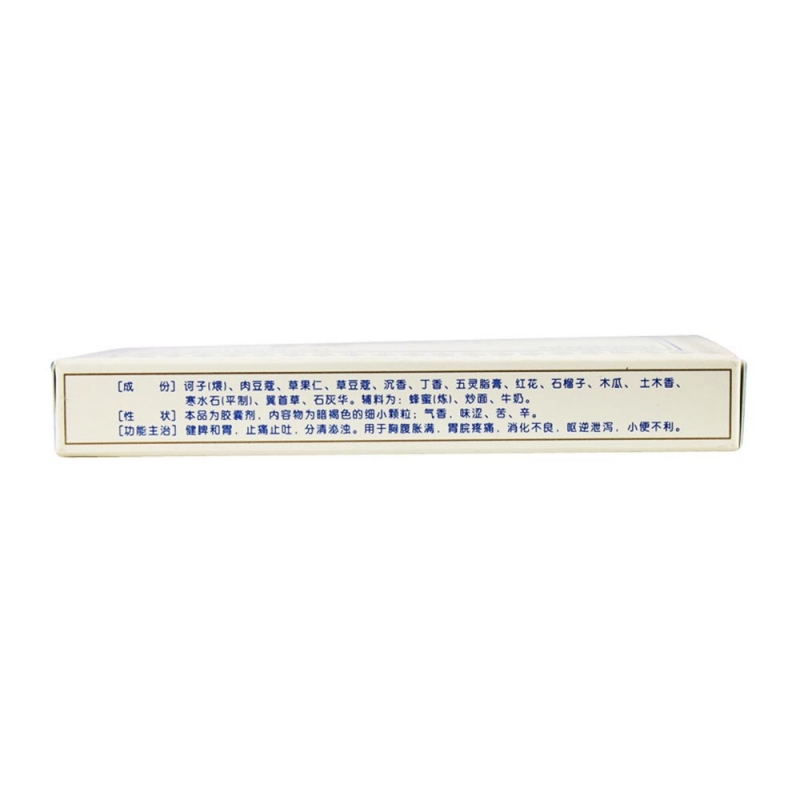 [成　份] 诃子(煨)、肉豆蔻、草果仁、草豆蔻、沉香、丁香、五灵脂膏、红花、石榴子、木瓜、土木香、
寒水石(平制)、翼首草、石灰华。辅料为：蜂蜜(炼)、炒面、牛奶。
[性　状] 本品为胶囊剂，内容物为暗褐色的细小颗粒；气香，味涩、苦、辛。
[功能主治] 健脾和胃，止痛止吐，分清泌浊。用于胸腹胀满，胃脘疼痛，消化不良，呕逆泄泻，小便不利。